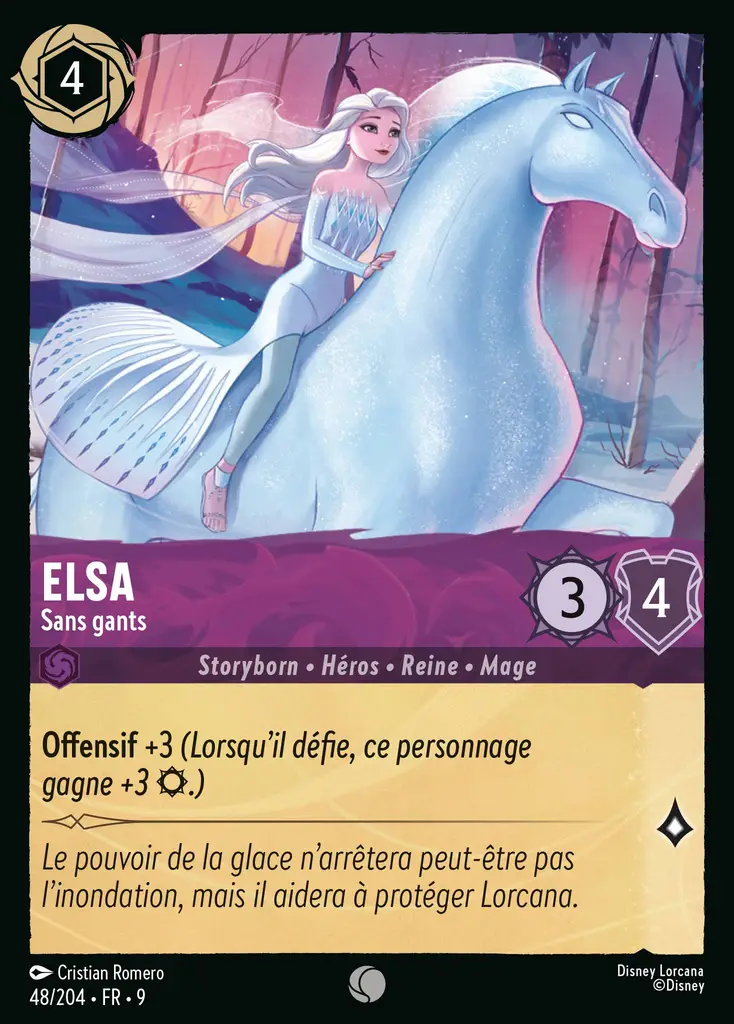 4
ELSA
Sans gants
3
4
Storyborn • Héros • Reine • Mage
Offensif +3 (Lorsqu'il défie, ce personnage
gagne +3 .)
Le pouvoir de la glace n'arrêtera peut-être pas
l'inondation, mais il aidera à protéger Lorcana.
Cristian Romero
48/204 • FR • 9
Disney Lorcana
©Disney